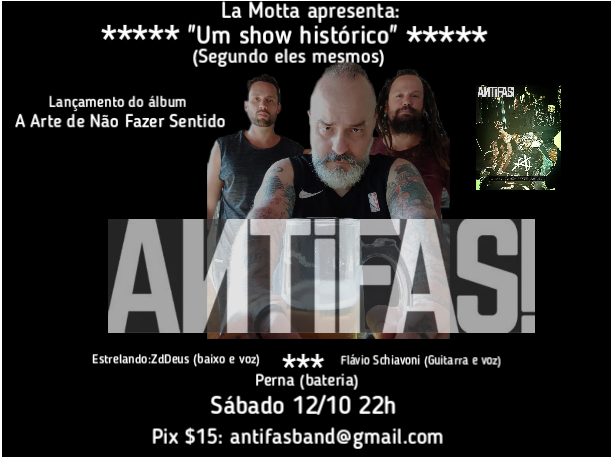 La Motta apresenta:
***** "Um show histórico" *****
(Segundo eles mesmos)
Lançamento do álbum
A Arte de Não Fazer Sentido
ANTiFAS!
ANTiFAS!
Estrelando:ZdDeus (baixo e voz) *** Flávio Schiavoni (Guitarra e voz)
Perna (bateria)
Sábado 12/10 22h
Pix $15: antifasband@gmail.com